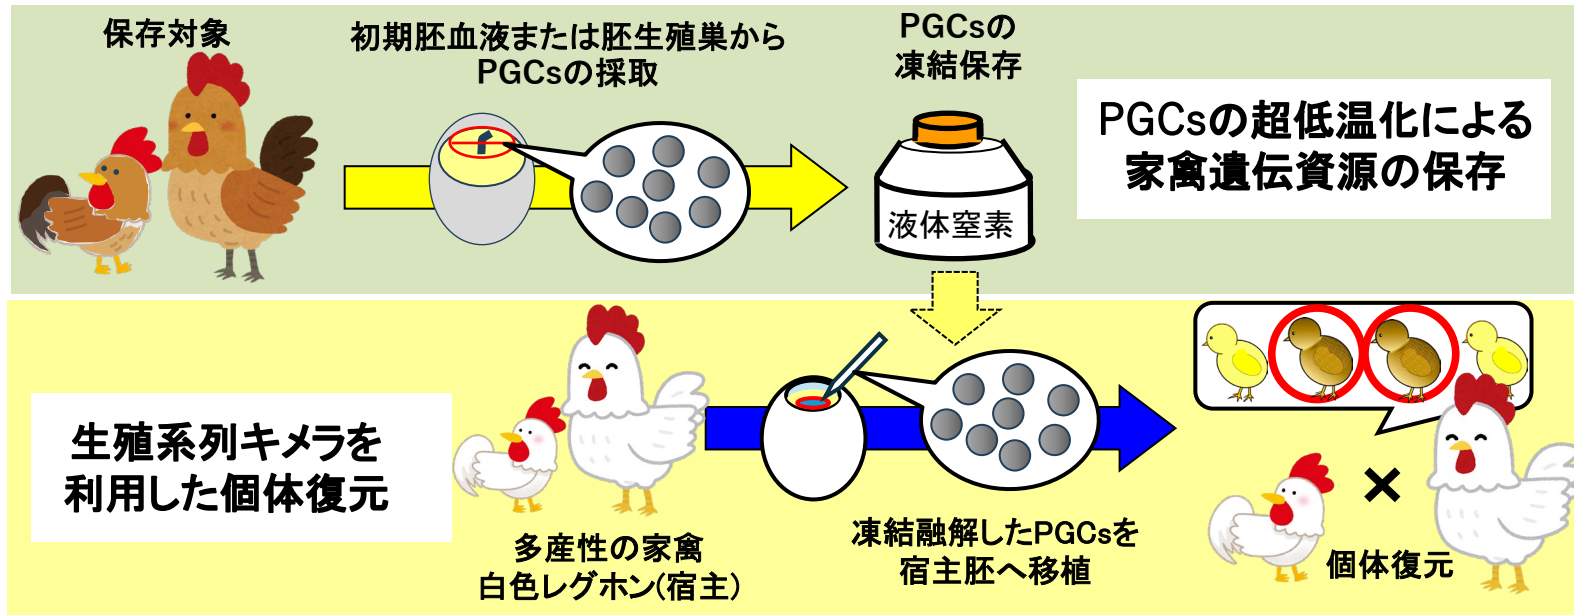 保存対象
初期胚血液または胚生殖巣から
PGCsの採取
PGCsの
凍結保存
液体窒素
PGCsの超低温化による
家禽遺伝資源の保存
生殖系列キメラを
利用した個体復元
多産性の家禽
白色レグホン(宿主)
凍結融解したPGCsを
宿主胚へ移植
×
個体復元